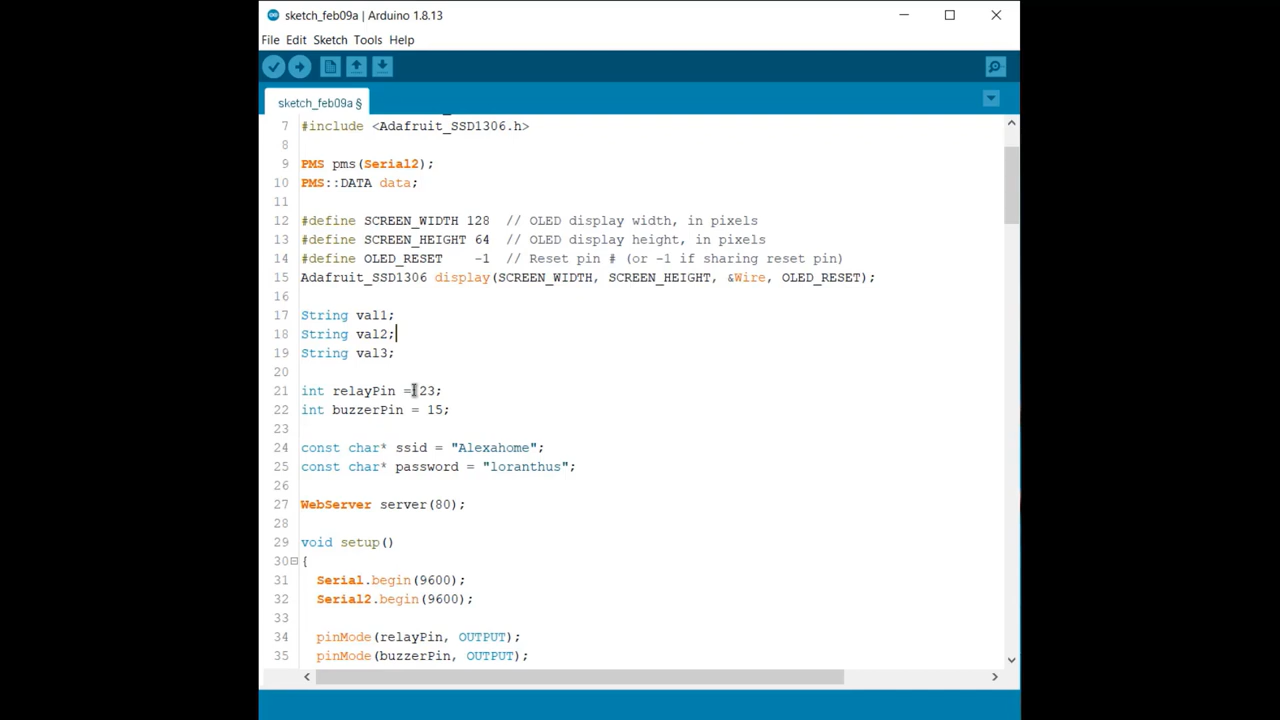 sketch_feb09a | Arduino 1.8.13
File Edit Sketch Tools Help
sketch_feb09a §
7 #include <Adafruit_SSD1306.h>
8
9 PMS pms(Serial2);
10 PMS::DATA data;
11
12 #define SCREEN_WIDTH 128 // OLED display width, in pixels
13 #define SCREEN_HEIGHT 64 // OLED display height, in pixels
14 #define OLED_RESET -1 // Reset pin # (or -1 if sharing reset pin)
15 Adafruit_SSD1306 display(SCREEN_WIDTH, SCREEN_HEIGHT, &Wire, OLED_RESET);
16
17 String val1;
18 String val2;
19 String val3;
20
21 int relayPin = 23;
22 int buzzerPin = 15;
23
24 const char* ssid = "Alexahome";
25 const char* password = "loranthus";
26
27 WebServer server(80);
28
29 void setup()
30 {
31 Serial.begin(9600);
32 Serial2.begin(9600);
33
34 pinMode(relayPin, OUTPUT);
35 pinMode(buzzerPin, OUTPUT);